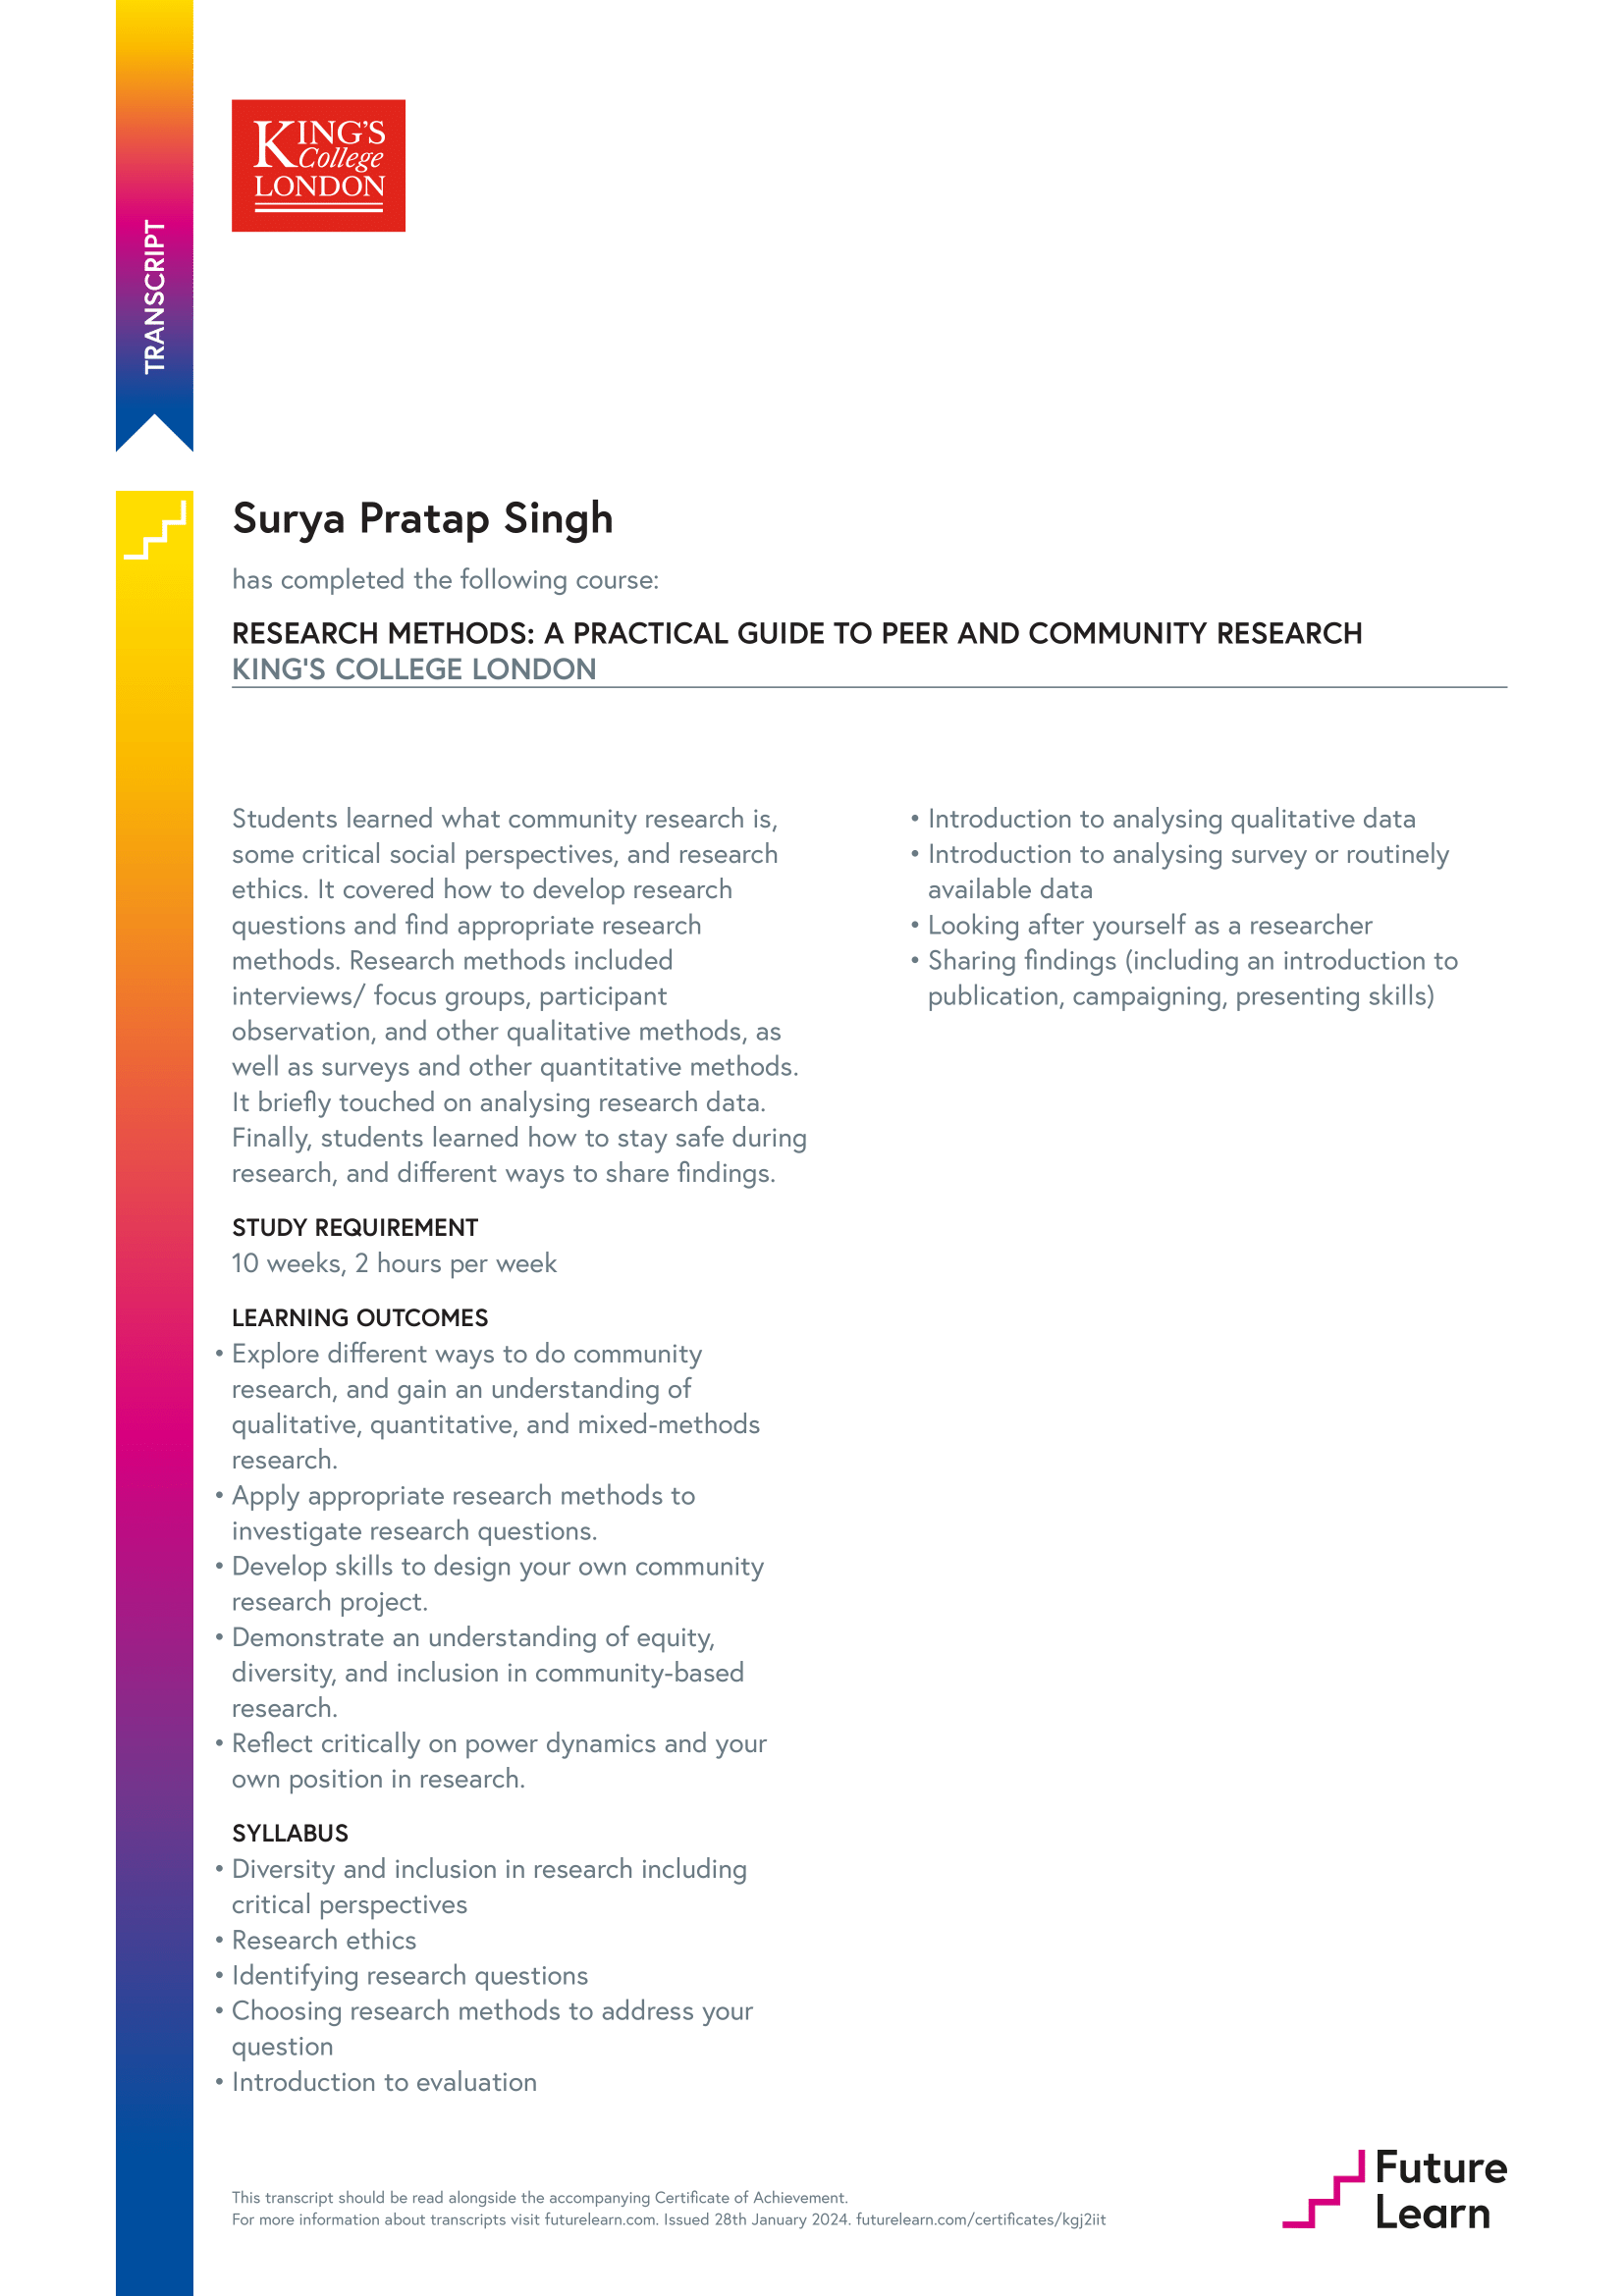 KING'S
College
LONDON
TRANSCRIPT
Surya Pratap Singh
has completed the following course:
RESEARCH METHODS: A PRACTICAL GUIDE TO PEER AND COMMUNITY RESEARCH
KING'S COLLEGE LONDON
Students learned what community research is,
some critical social perspectives, and research
ethics. It covered how to develop research
questions and find appropriate research
methods. Research methods included
interviews/ focus groups, participant
observation, and other qualitative methods, as
well as surveys and other quantitative methods.
It briefly touched on analysing research data.
Finally, students learned how to stay safe during
research, and different ways to share findings.
STUDY REQUIREMENT
10 weeks, 2 hours per week
LEARNING OUTCOMES
• Explore different ways to do community
research, and gain an understanding of
qualitative, quantitative, and mixed-methods
research.
• Apply appropriate research methods to
investigate research questions.
• Develop skills to design your own community
research project.
• Demonstrate an understanding of equity,
diversity, and inclusion in community-based
research.
• Reflect critically on power dynamics and your
own position in research.
SYLLABUS
• Diversity and inclusion in research including
critical perspectives
• Research ethics
• Identifying research questions
• Choosing research methods to address your
question
• Introduction to evaluation
• Introduction to analysing qualitative data
• Introduction to analysing survey or routinely
available data
• Looking after yourself as a researcher
• Sharing findings (including an introduction to
publication, campaigning, presenting skills)
This transcript should be read alongside the accompanying Certificate of Achievement.
For more information about transcripts visit futurelearn.com. Issued 28th January 2024. futurelearn.com/certificates/kgj2iit
Future
Learn